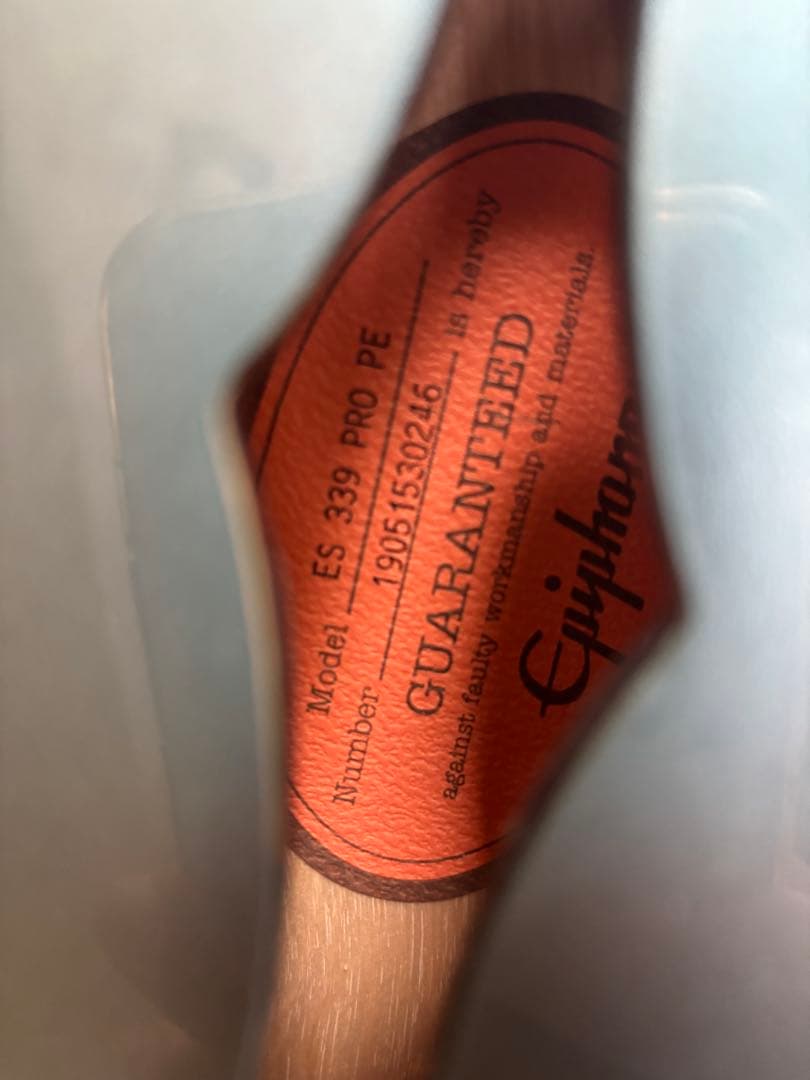 Model ES 339 PRO PE
Number 19051530246 is hereby
GUARANTEED
against faulty workmanship and materials.
Epiphone